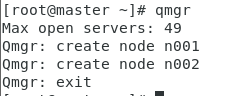 [root@master ~]# qmgr
Max open servers: 49
Qmgr: create node n001
Qmgr: create node n002
Qmgr: exit